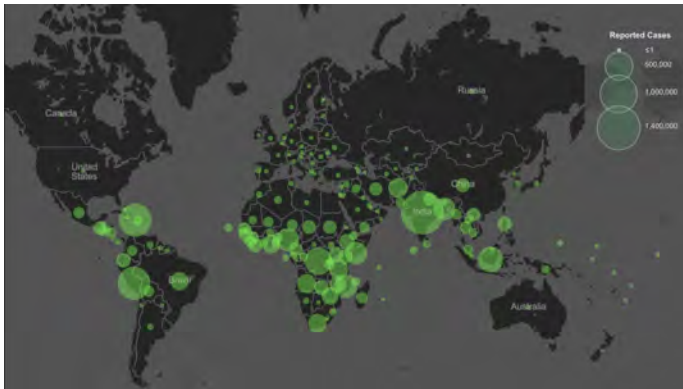 Reported Cases
≤1
500,000
1,000,000
1,400,000
Russia
Canada
United
States
China
India
Brazil
Australia